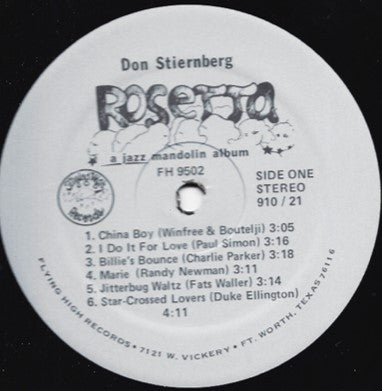 Don Stiernberg
ROSETTA
a jazz mandolin album
FH 9502
SIDE ONE
STEREO
910 / 21
1. China Boy (Winfree & Boutelji) 3:05
2. I Do It For Love (Paul Simon) 3:16
3. Billie's Bounce (Charlie Parker) 3:18
4. Marie (Randy Newman) 3:11
5. Jitterbug Waltz (Fats Waller) 3:14
6. Star-Crossed Lovers (Duke Ellington)
4:11
FLYING HIGH RECORDS • 7121 W. VICKERY • FT. WORTH, TEXAS 76116